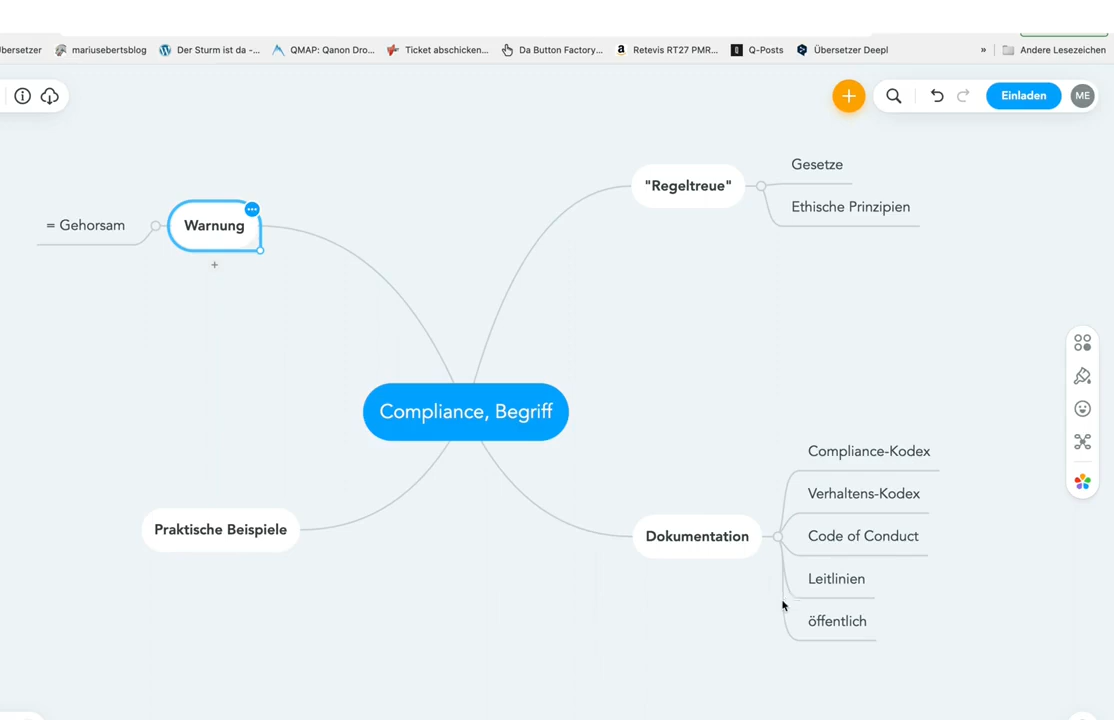 bersetzer mariusebertsblog Der Sturm ist da -... QMAP: Qanon Dro... Ticket abschicken... Da Button Factory... Retevis RT27 PMR... Q-Posts Übersetzer Deepl » Andere Lesezeichen
Einladen ME
"Regeltreue"
Gesetze
Ethische Prinzipien
= Gehorsam
Warnung
Compliance, Begriff
Praktische Beispiele
Dokumentation
Compliance-Kodex
Verhaltens-Kodex
Code of Conduct
Leitlinien
öffentlich